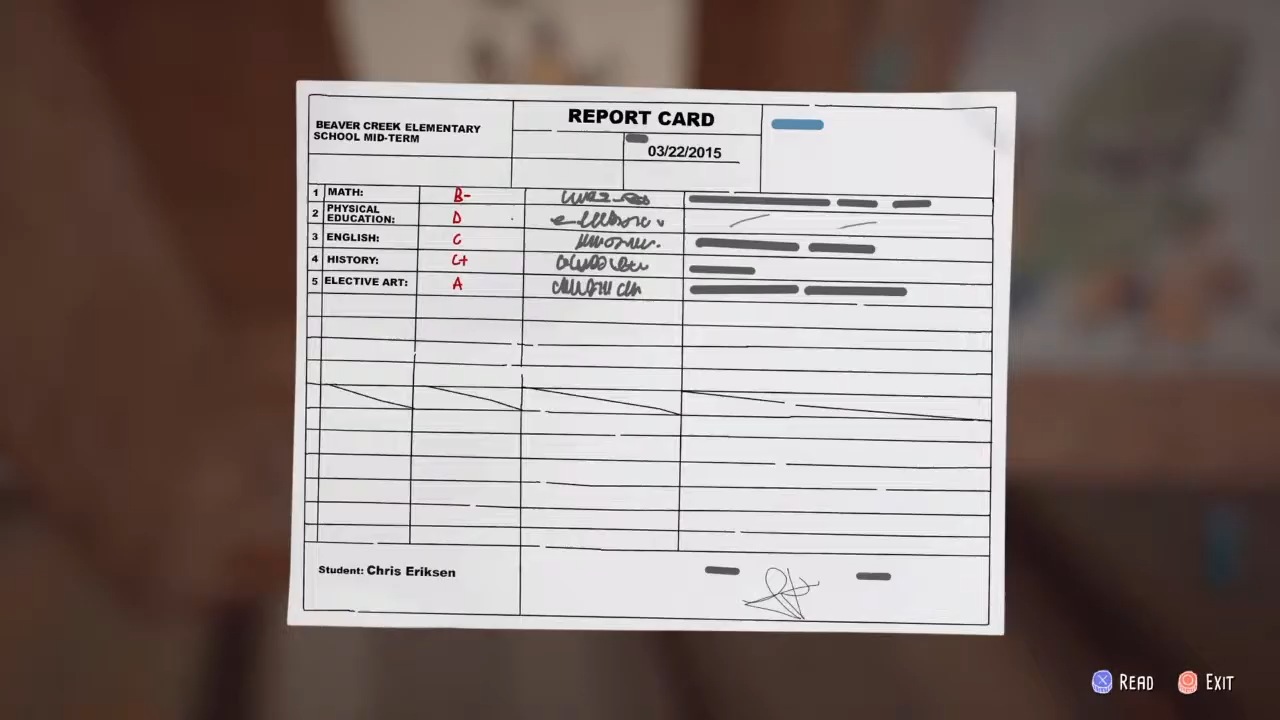 REPORT CARD
BEAVER CREEK ELEMENTARY
SCHOOL MID-TERM
03/22/2015
1 MATH: B-
2 PHYSICAL
EDUCATION: D
3 ENGLISH: C
4 HISTORY: C+
5 ELECTIVE ART: A
Student: Chris Eriksen
READ EXIT